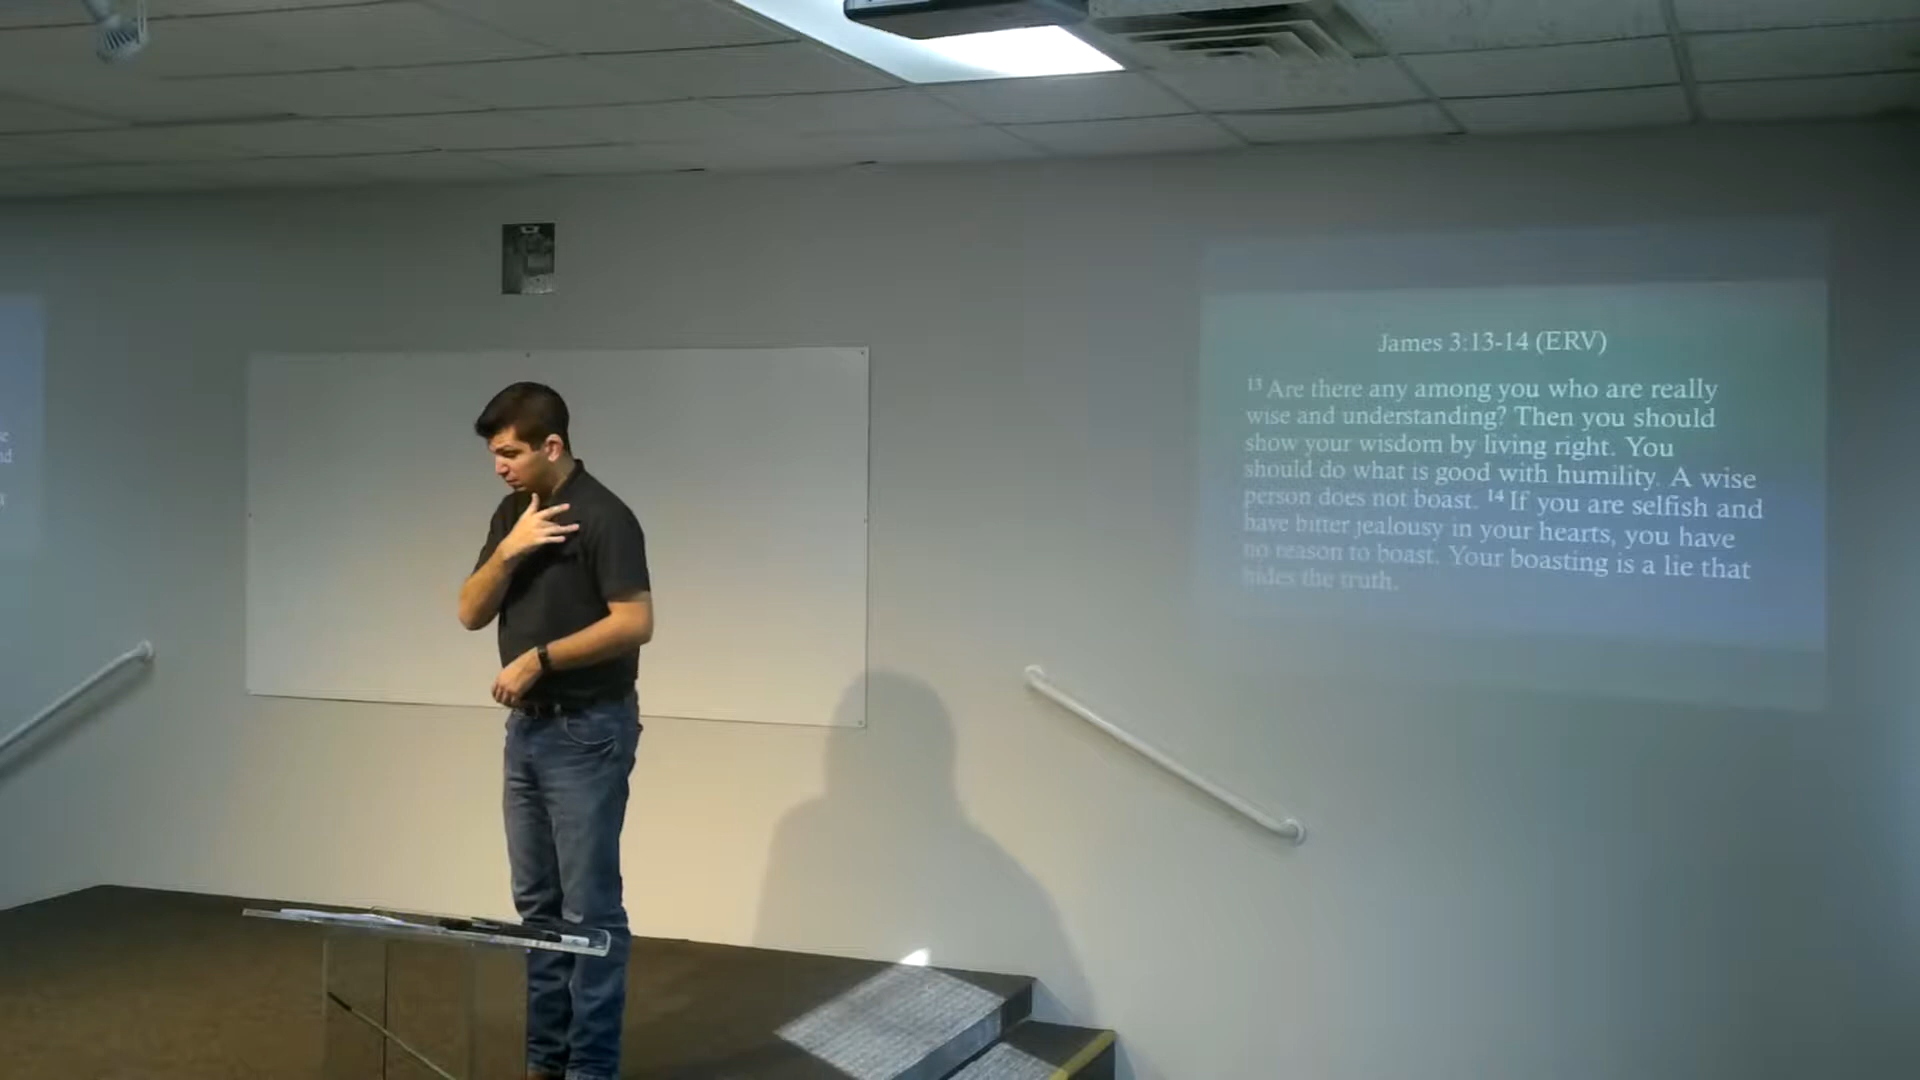 James 3:13-14 (ERV)
13 Are there any among you who are really
wise and understanding? Then you should
show your wisdom by living right. You
should do what is good with humility. A wise
person does not boast. 14 If you are selfish and
have bitter jealousy in your hearts, you have
no reason to boast. Your boasting is a lie that
hides the truth.